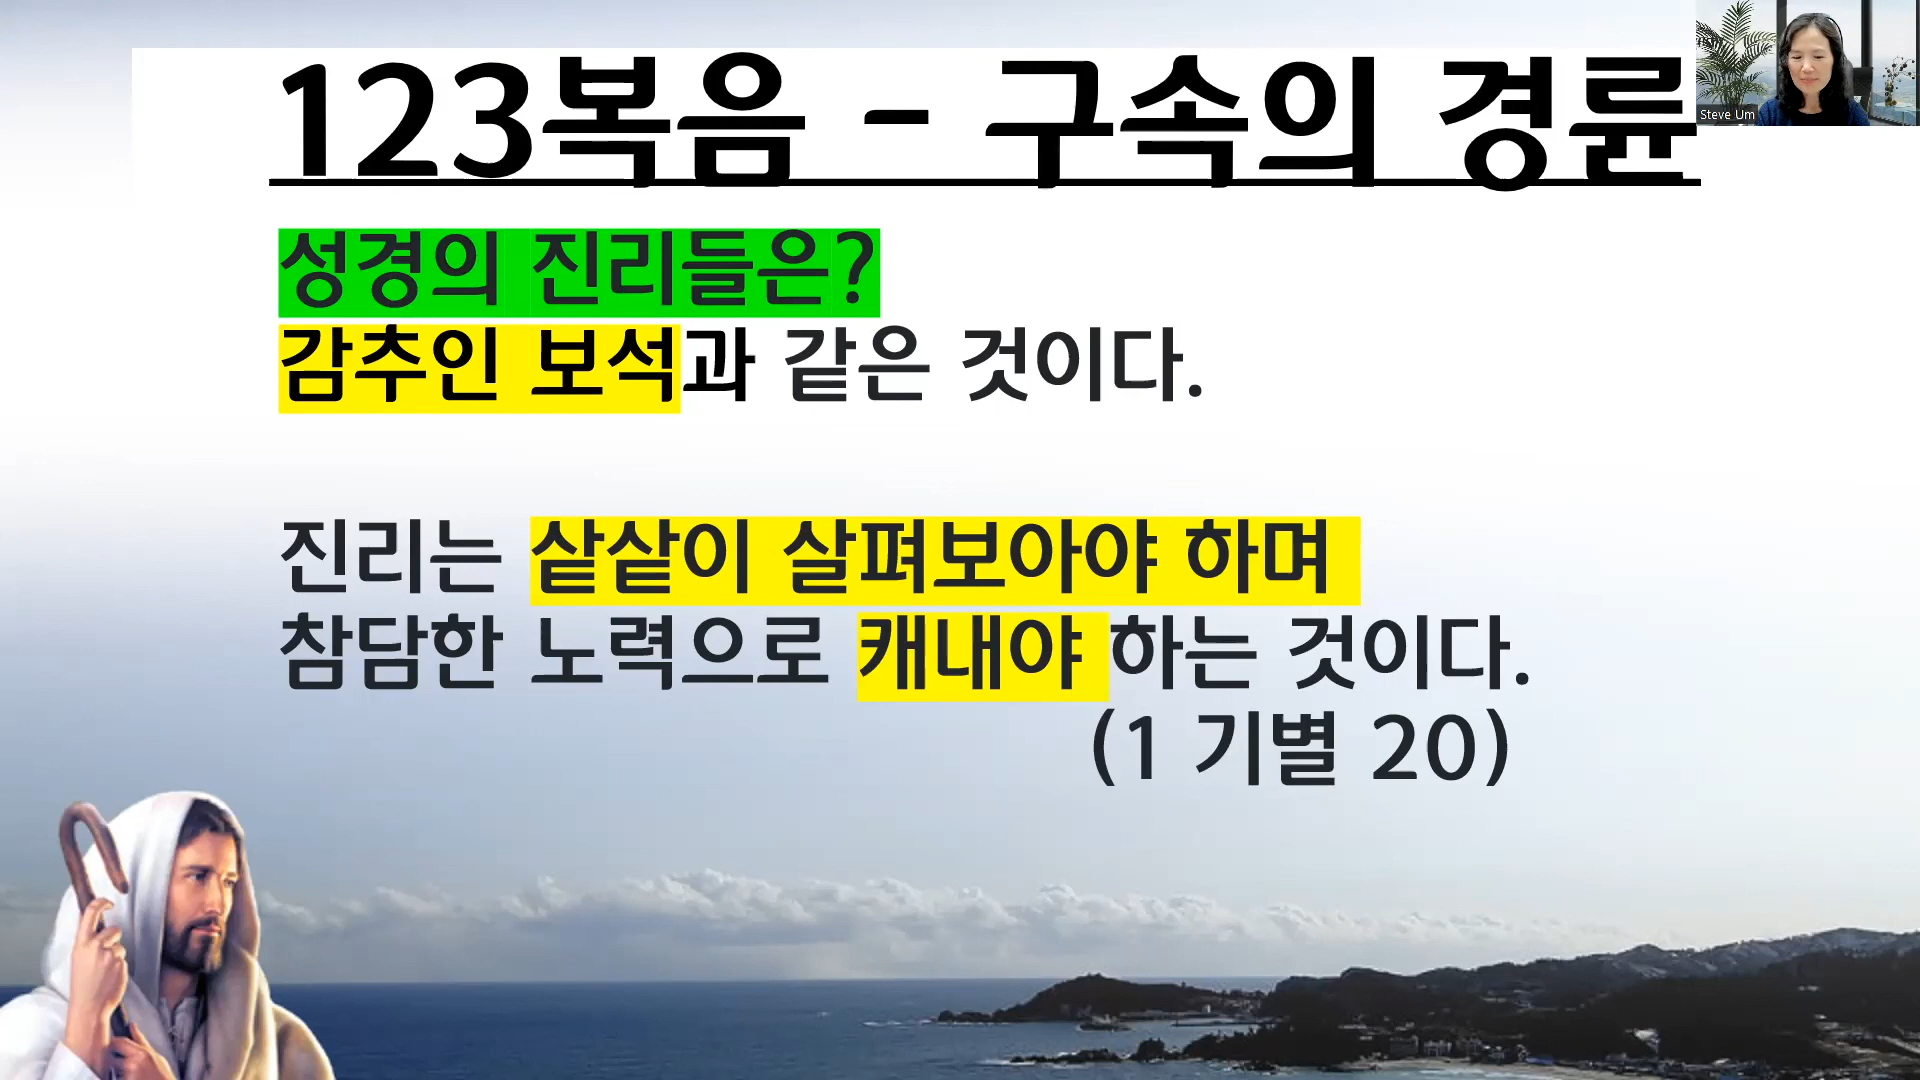 123복음 - 구속의 경륜
Steve Um
성경의 진리들은?
감추인 보석과 같은 것이다.
진리는 샅샅이 살펴보아야 하며
참담한 노력으로 캐내야 하는 것이다.
(1 기별 20)